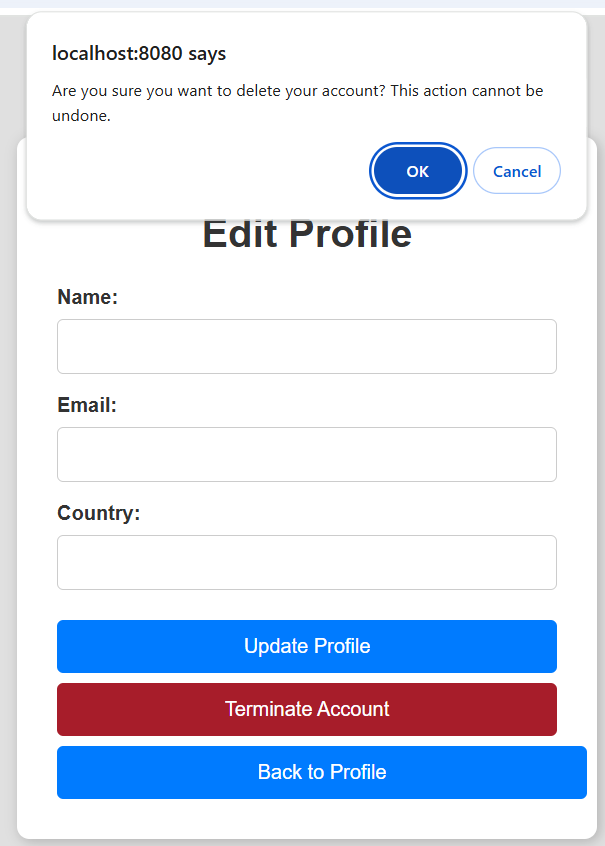 localhost:8080 says
Are you sure you want to delete your account? This action cannot be
undone.
OK
Cancel
Edit Profile
Name:
Email:
Country:
Update Profile
Terminate Account
Back to Profile